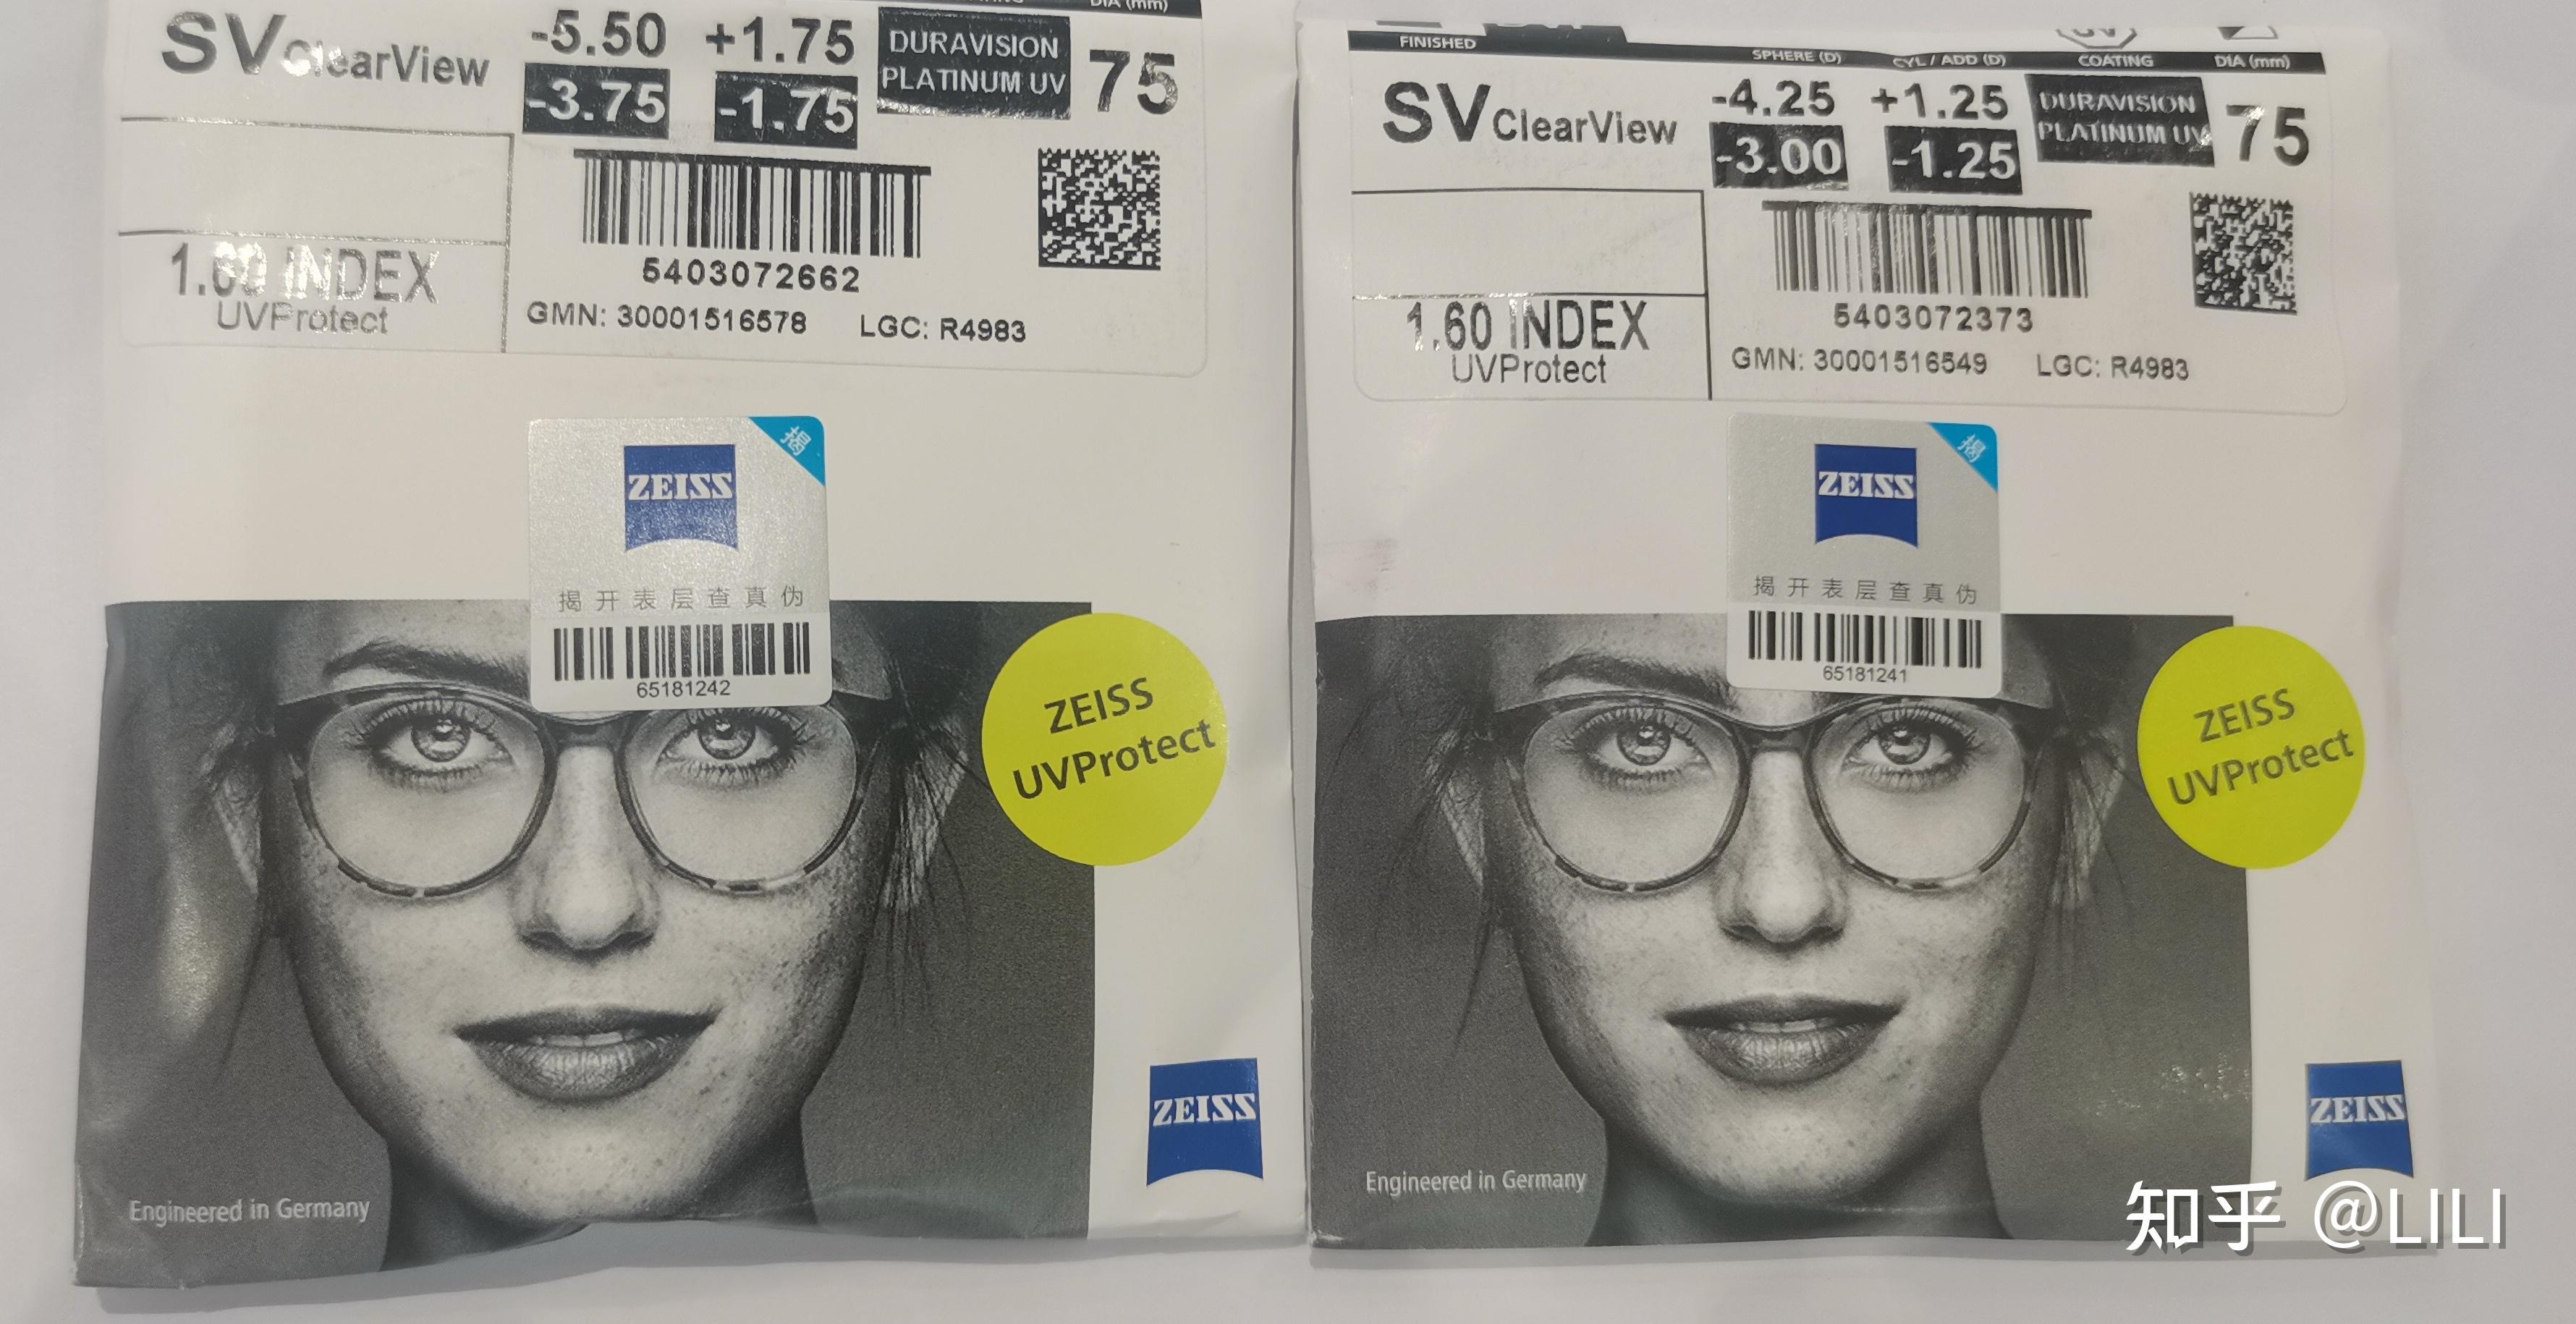 DIA (mm)
SV ClearView
-5.50 +1.75
-3.75 -1.75
DURAVISION
PLATINUM UV
75
1.60 INDEX
UVProtect
5403072662
GMN: 30001516578 LGC: R4983
揭
ZEISS
揭开表层查真伪
65181242
ZEISS
UVProtect
ZEISS
Engineered in Germany
FINISHED
SPHERE (D) CYL / ADD (D) COATING DIA (mm)
SV ClearView
-4.25 +1.25
-3.00 -1.25
DURAVISION
PLATINUM UV
75
1.60 INDEX
UVProtect
5403072373
GMN: 30001516549 LGC: R4983
揭
ZEISS
揭开表层查真伪
65181241
ZEISS
UVProtect
ZEISS
Engineered in Germany
知乎 @LILI